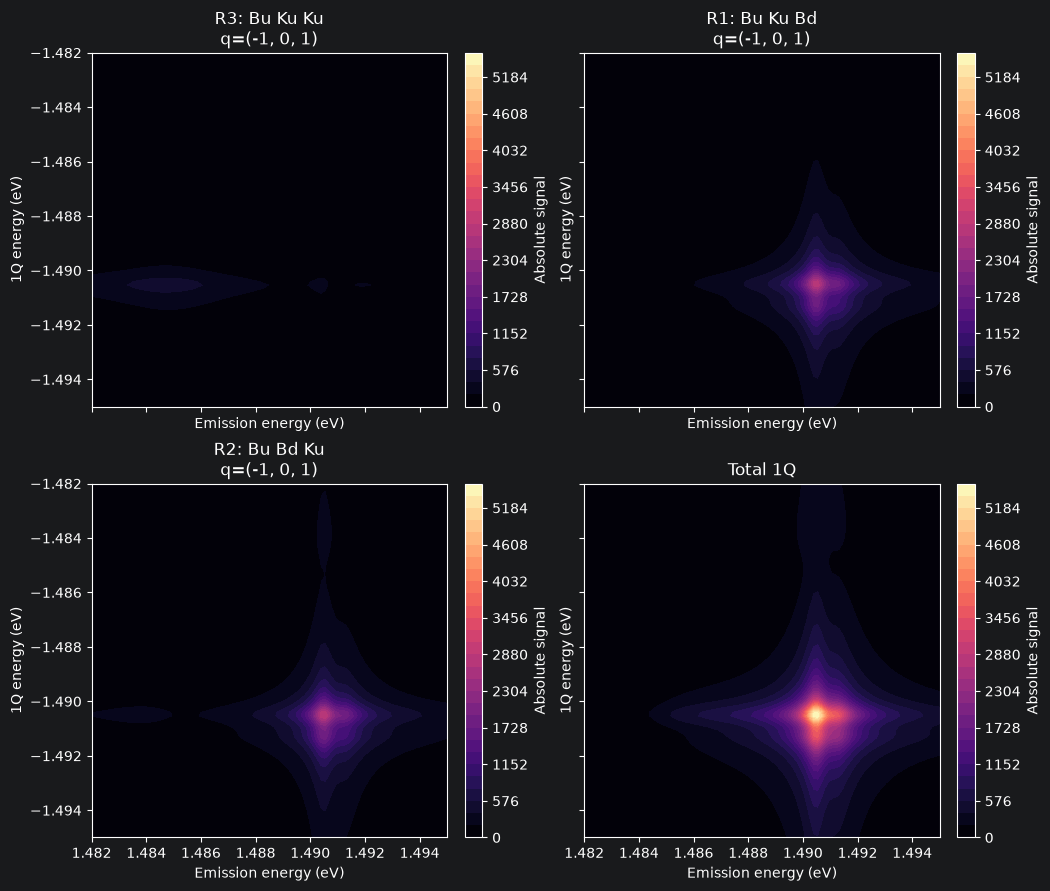 R3: Bu Ku Ku
q=(-1, 0, 1)
−1.482
−1.484
−1.486
−1.488
−1.490
−1.492
−1.494
1Q energy (eV)
Emission energy (eV)
5184
4608
4032
3456
2880
2304
1728
1152
576
0
Absolute signal
R1: Bu Ku Bd
q=(-1, 0, 1)
1Q energy (eV)
Emission energy (eV)
5184
4608
4032
3456
2880
2304
1728
1152
576
0
Absolute signal
R2: Bu Bd Ku
q=(-1, 0, 1)
−1.482
−1.484
−1.486
−1.488
−1.490
−1.492
−1.494
1Q energy (eV)
1.482 1.484 1.486 1.488 1.490 1.492 1.494
Emission energy (eV)
5184
4608
4032
3456
2880
2304
1728
1152
576
0
Absolute signal
Total 1Q
1Q energy (eV)
1.482 1.484 1.486 1.488 1.490 1.492 1.494
Emission energy (eV)
5184
4608
4032
3456
2880
2304
1728
1152
576
0
Absolute signal